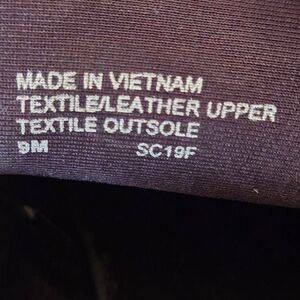 MADE IN VIETNAM
TEXTILE/LEATHER UPPER
TEXTILE OUTSOLE
9M SC19F